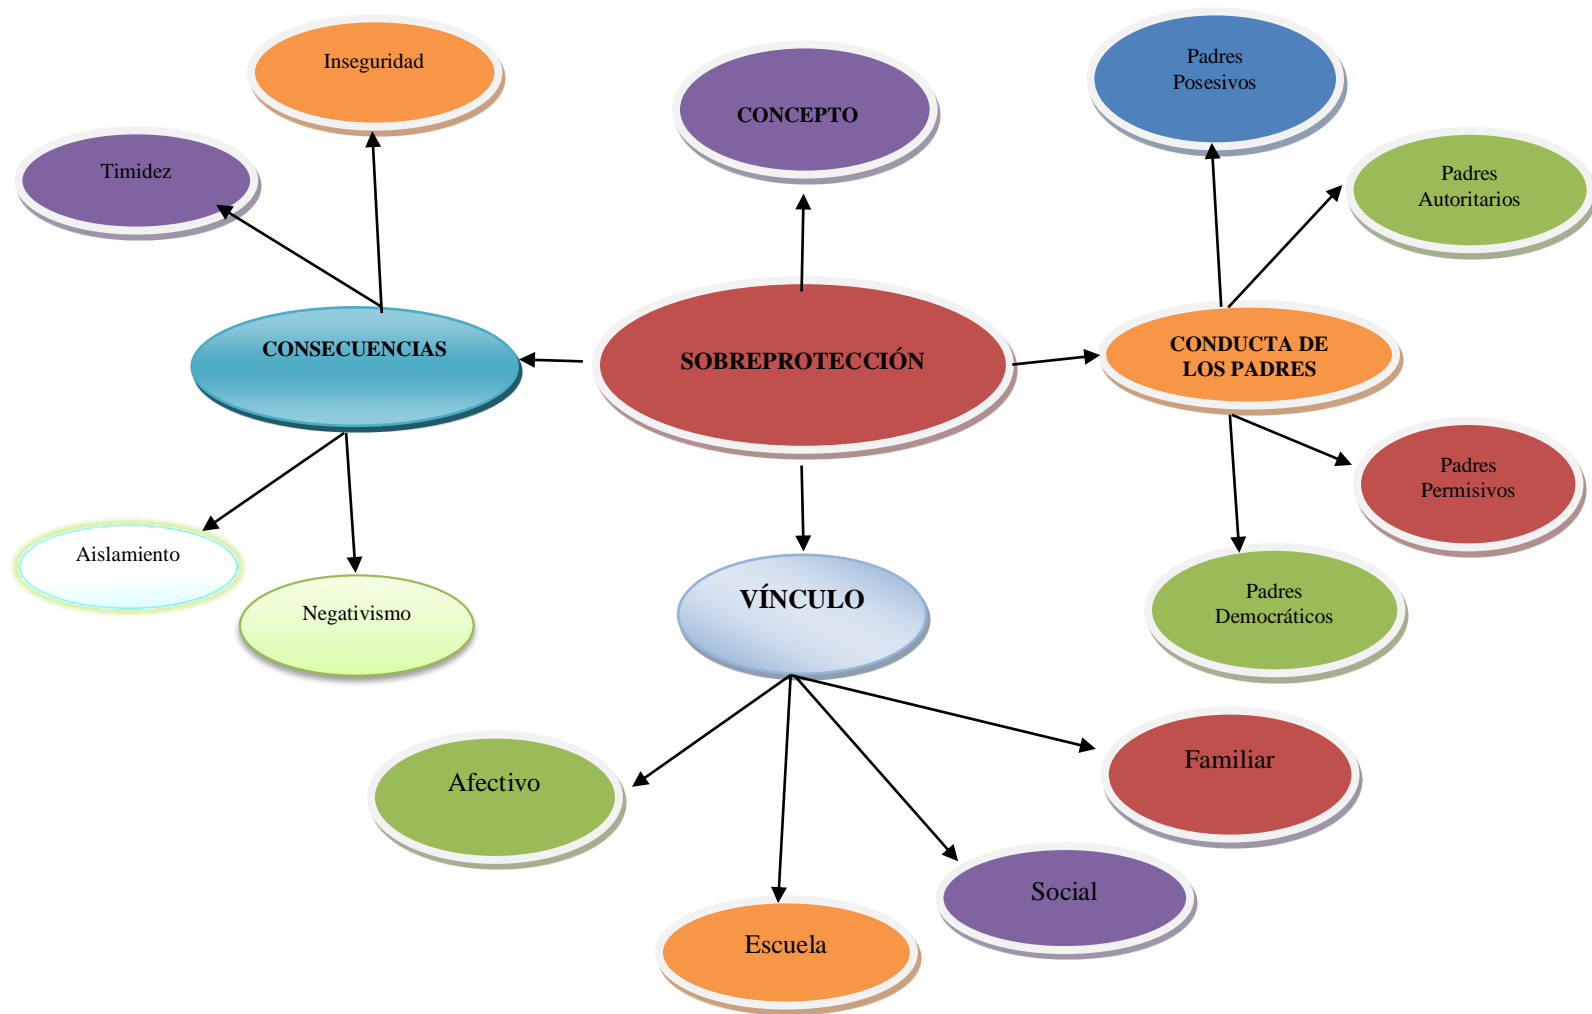 Inseguridad
Timidez
CONCEPTO
Padres
Posesivos
Padres
Autoritarios
CONSECUENCIAS
SOBREPROTECCIÓN
CONDUCTA DE
LOS PADRES
Padres
Permisivos
Aislamiento
Negativismo
VÍNCULO
Padres
Democráticos
Afectivo
Familiar
Social
Escuela